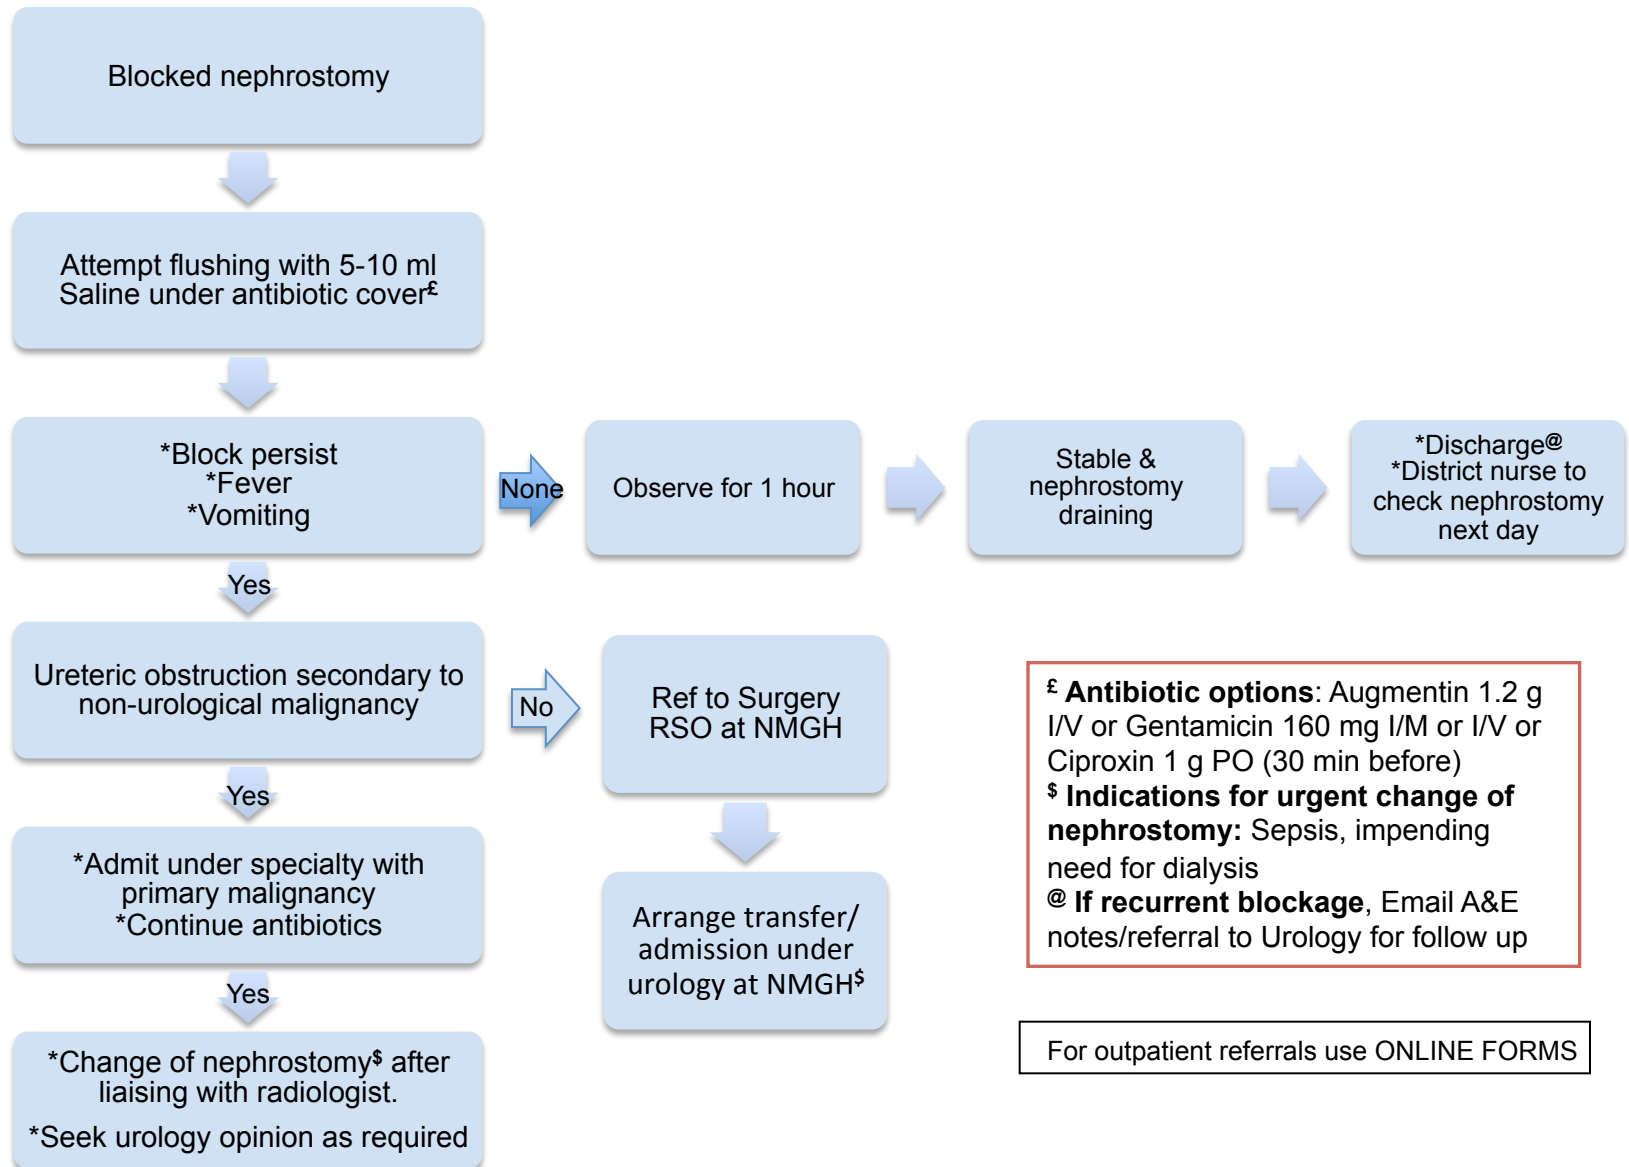 Blocked nephrostomy
Attempt flushing with 5-10 ml
Saline under antibiotic cover£
*Block persist
*Fever
*Vomiting
None
Observe for 1 hour
Stable &
nephrostomy
draining
*Discharge@
*District nurse to
check nephrostomy
next day
Yes
Ureteric obstruction secondary to
non-urological malignancy
No
Ref to Surgery
RSO at NMGH
Arrange transfer/
admission under
urology at NMGH$
Yes
*Admit under specialty with
primary malignancy
*Continue antibiotics
Yes
*Change of nephrostomy$ after
liaising with radiologist.
*Seek urology opinion as required
£ Antibiotic options: Augmentin 1.2 g
I/V or Gentamicin 160 mg I/M or I/V or
Ciproxin 1 g PO (30 min before)
$ Indications for urgent change of
nephrostomy: Sepsis, impending
need for dialysis
@ If recurrent blockage, Email A&E
notes/referral to Urology for follow up
For outpatient referrals use ONLINE FORMS